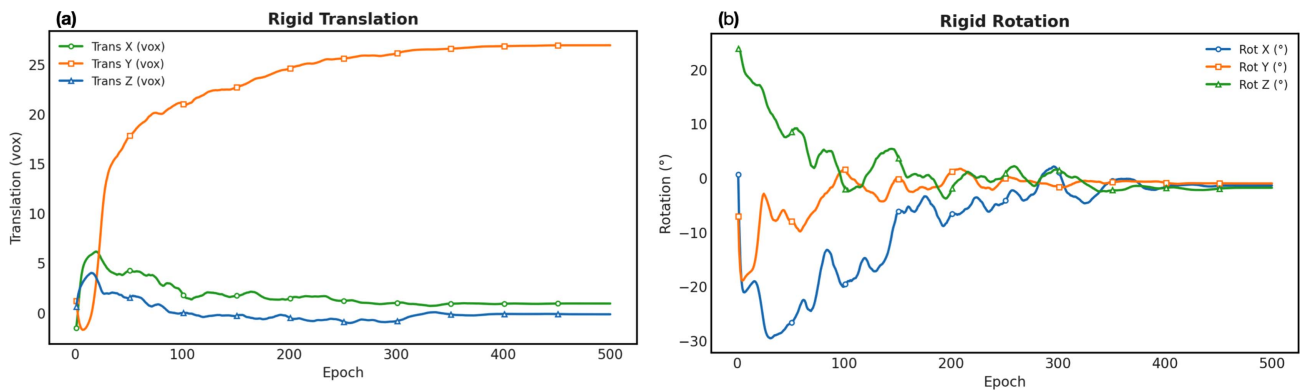 (a)
Rigid Translation
Trans X (vox)
Trans Y (vox)
Trans Z (vox)
Translation (vox)
25
20
15
10
5
0
0 100 200 300 400 500
Epoch
(b)
Rigid Rotation
Rot X (°)
Rot Y (°)
Rot Z (°)
Rotation (°)
20
10
0
−10
−20
−30
0 100 200 300 400 500
Epoch